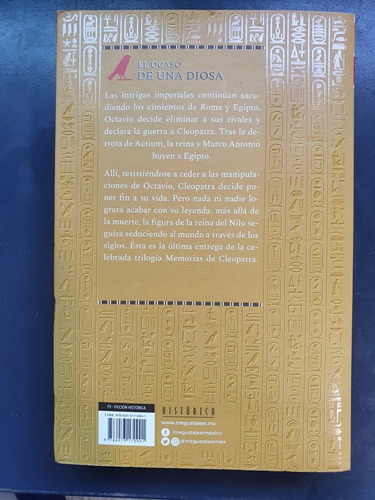 EL OCASO
DE UNA DIOSA
Las intrigas imperiales continúan sacu-
diendo los cimientos de Roma y Egipto.
Octavio decide eliminar a sus rivales y
declara la guerra a Cleopatra. Tras la de-
rrota de Actium, la reina y Marco Antonio
huyen a Egipto.
Allí, resistiéndose a ceder a las manipula-
ciones de Octavio, Cleopatra decide po-
ner fin a su vida. Pero nada ni nadie lo-
grará acabar con su leyenda: más allá de
la muerte, la figura de la reina del Nilo se-
guirá seduciendo al mundo a través de los
siglos. Ésta es la última entrega de la ce-
lebrada trilogía Memorias de Cleopatra.
FV - FICCIÓN HISTÓRICA
HISTÓRICA
www.megustaleer.mx
/megustaleermexico
@megustaleermex